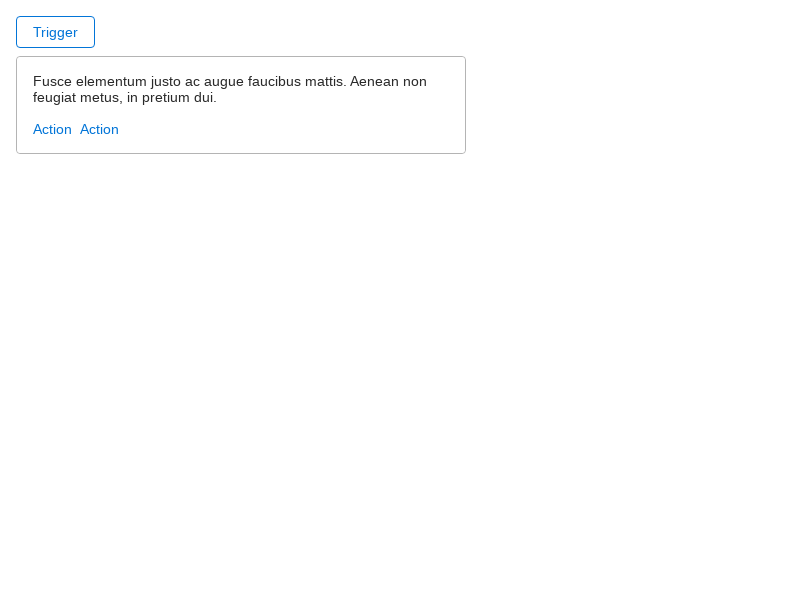 Trigger
Fusce elementum justo ac augue faucibus mattis. Aenean non
feugiat metus, in pretium dui.
Action Action